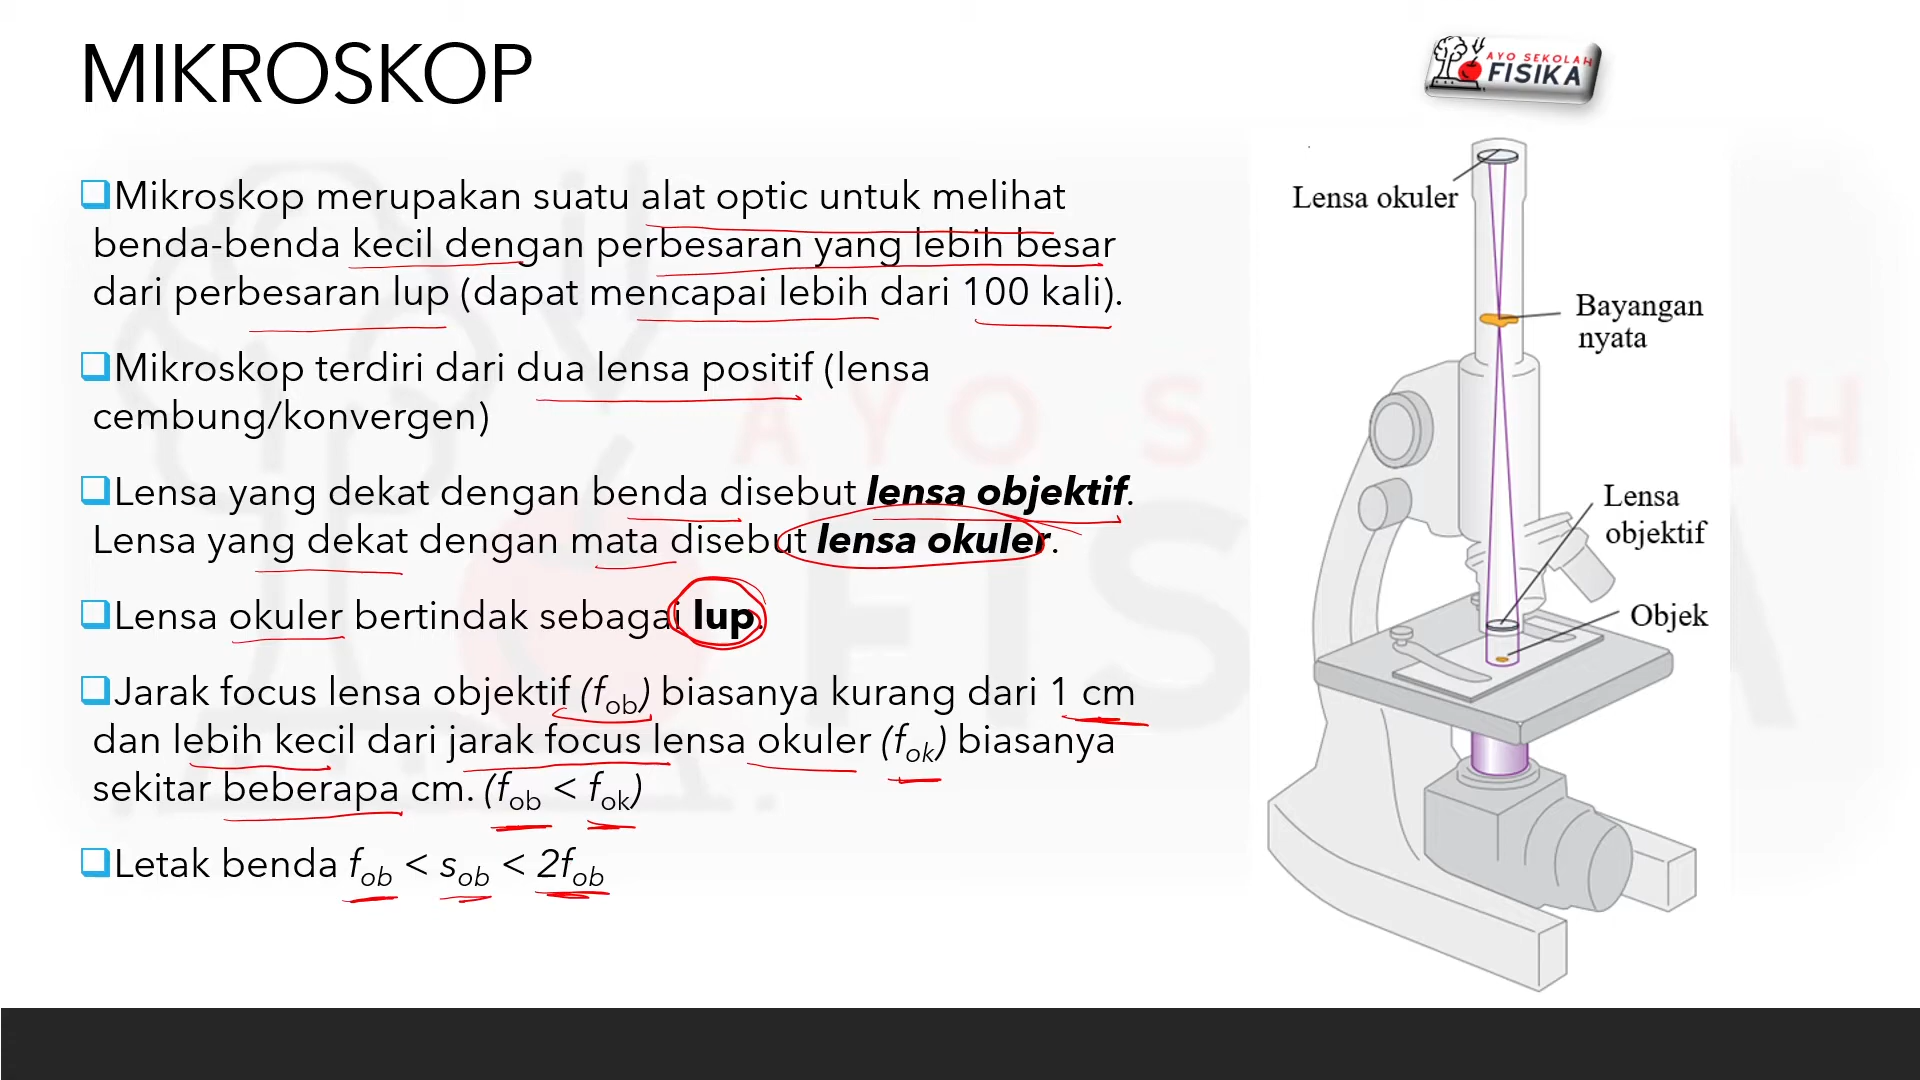 MIKROSKOP
AYO SEKOLAH
FISIKA
Mikroskop merupakan suatu alat optic untuk melihat
benda-benda kecil dengan perbesaran yang lebih besar
dari perbesaran lup (dapat mencapai lebih dari 100 kali).
Mikroskop terdiri dari dua lensa positif (lensa
cembung/konvergen)
Lensa yang dekat dengan benda disebut lensa objektif.
Lensa yang dekat dengan mata disebut lensa okuler.
Lensa okuler bertindak sebagai lup.
Jarak focus lensa objektif (fob) biasanya kurang dari 1 cm
dan lebih kecil dari jarak focus lensa okuler (fok) biasanya
sekitar beberapa cm. (fob < fok)
Letak benda fob < sob < 2fob
Lensa okuler
Bayangan
nyata
Lensa
objektif
Objek